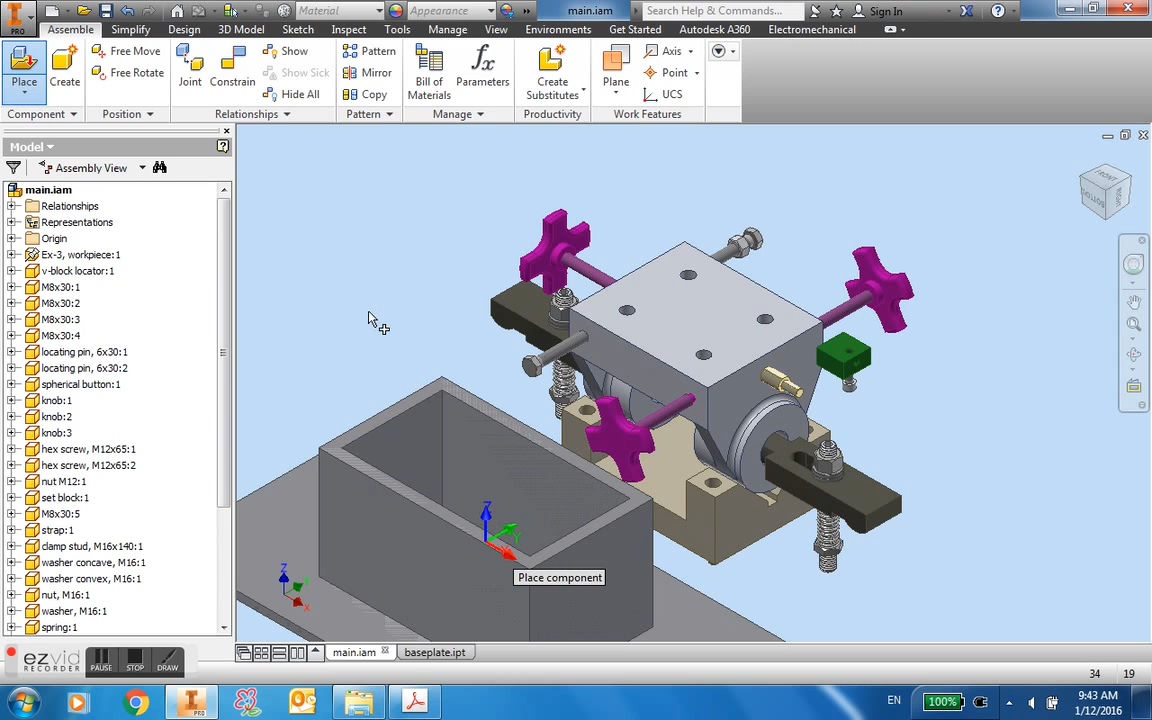 Material
Appearance
main.iam
Search Help & Commands...
Sign In
PRO
Assemble
Simplify
Design
3D Model
Sketch
Inspect
Tools
Manage
View
Environments
Get Started
Autodesk A360
Electromechanical
Place
Create
Free Move
Free Rotate
Joint
Constrain
Show
Show Sick
Hide All
Pattern
Mirror
Copy
Bill of
Materials
fx
Parameters
Create
Substitutes
Plane
Axis
Point
UCS
Component
Position
Relationships
Pattern
Manage
Productivity
Work Features
Model
Assembly View
main.iam
Relationships
Representations
Origin
Ex-3, workpiece:1
v-block locator:1
M8x30:1
M8x30:2
M8x30:3
M8x30:4
locating pin, 6x30:1
locating pin, 6x30:2
spherical button:1
knob:1
knob:2
knob:3
hex screw, M12x65:1
hex screw, M12x65:2
nut M12:1
set block:1
M8x30:5
strap:1
clamp stud, M16x140:1
washer concave, M16:1
washer convex, M16:1
nut, M16:1
washer, M16:1
spring:1
FRONT
RIGHT
BOTTOM
Z
Y
X
Place component
Z
X
main.iam
baseplate.ipt
ezvid
RECORDER
PAUSE
STOP
DRAW
34
19
PRO
EN
100%
9:43 AM
1/12/2016